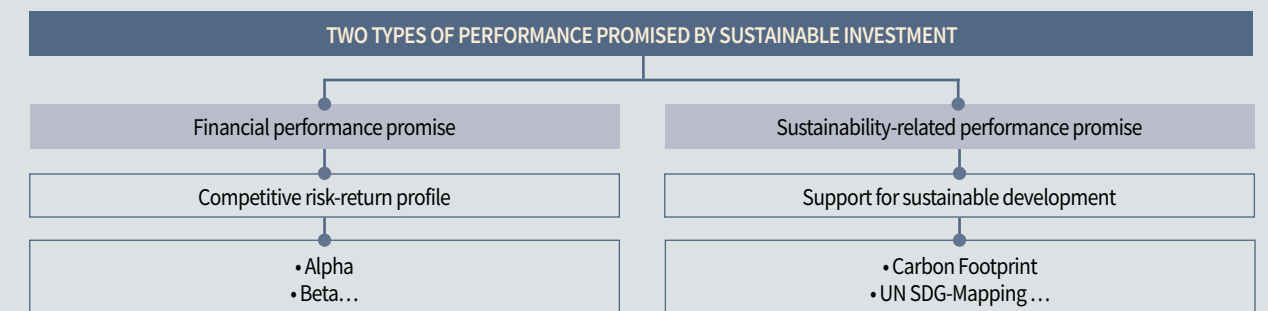 TWO TYPES OF PERFORMANCE PROMISED BY SUSTAINABLE INVESTMENT
Financial performance promise
Sustainability-related performance promise
Competitive risk-return profile
Support for sustainable development
• Alpha
• Beta…
• Carbon Footprint
• UN SDG-Mapping …